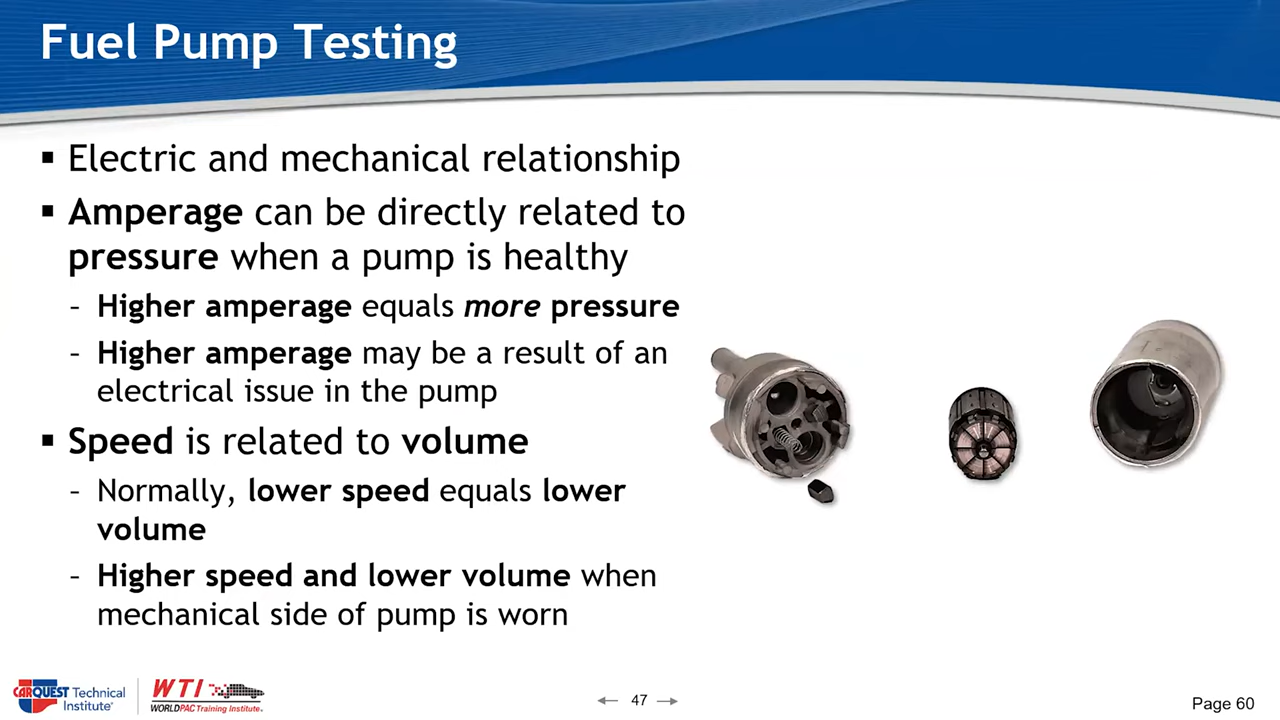 Fuel Pump Testing
▪ Electric and mechanical relationship
▪ Amperage can be directly related to
pressure when a pump is healthy
- Higher amperage equals more pressure
- Higher amperage may be a result of an
electrical issue in the pump
▪ Speed is related to volume
- Normally, lower speed equals lower
volume
- Higher speed and lower volume when
mechanical side of pump is worn
CARQUEST Technical
Institute
WTI
WORLDPAC Training Institute
47
Page 60